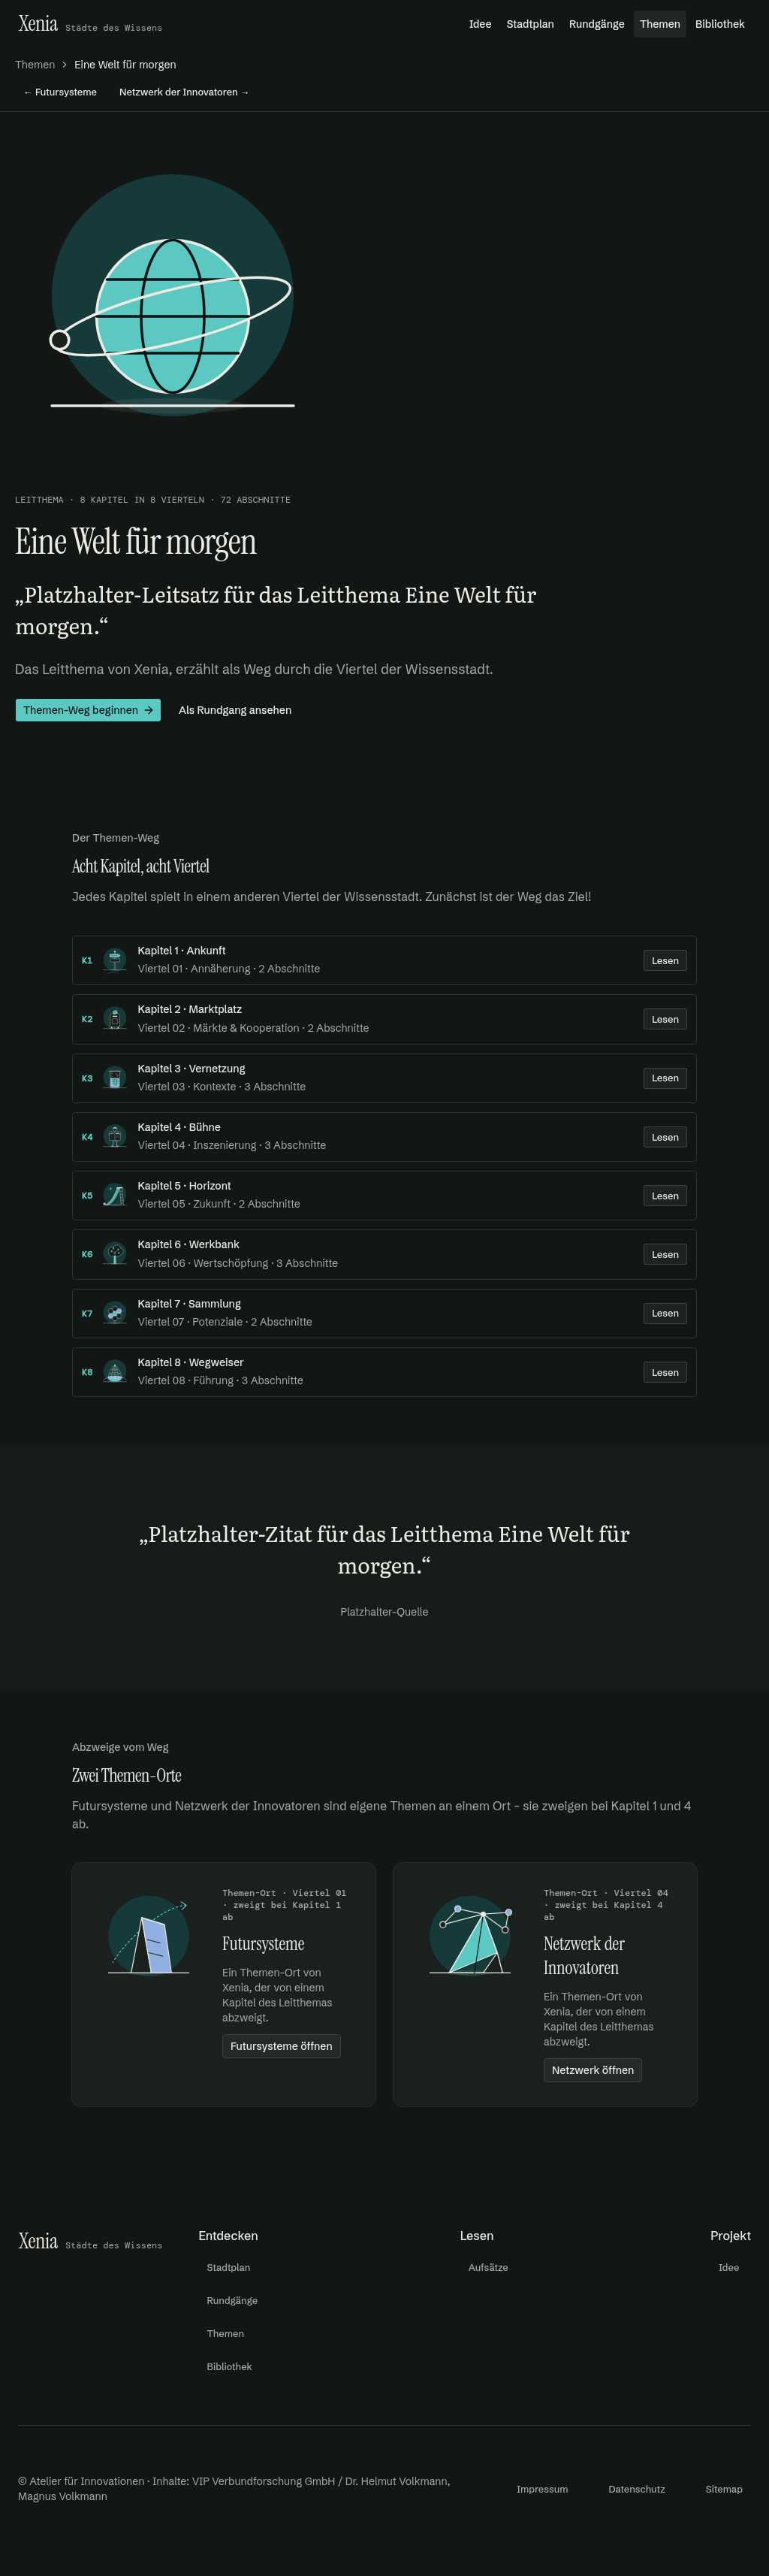 Xenia Städte des Wissens
Idee Stadtplan Rundgänge Themen Bibliothek
Themen > Eine Welt für morgen
← Futursysteme Netzwerk der Innovatoren →
LEITTHEMA · 8 KAPITEL IN 8 VIERTELN · 72 ABSCHNITTE
Eine Welt für morgen
„Platzhalter-Leitsatz für das Leitthema Eine Welt für
morgen.“
Das Leitthema von Xenia, erzählt als Weg durch die Viertel der Wissensstadt.
Themen-Weg beginnen → Als Rundgang ansehen
Der Themen-Weg
Acht Kapitel, acht Viertel
Jedes Kapitel spielt in einem anderen Viertel der Wissensstadt. Zunächst ist der Weg das Ziel!
K1
Kapitel 1 · Ankunft
Viertel 01 · Annäherung · 2 Abschnitte
Lesen
K2
Kapitel 2 · Marktplatz
Viertel 02 · Märkte & Kooperation · 2 Abschnitte
Lesen
K3
Kapitel 3 · Vernetzung
Viertel 03 · Kontexte · 3 Abschnitte
Lesen
K4
Kapitel 4 · Bühne
Viertel 04 · Inszenierung · 3 Abschnitte
Lesen
K5
Kapitel 5 · Horizont
Viertel 05 · Zukunft · 2 Abschnitte
Lesen
K6
Kapitel 6 · Werkbank
Viertel 06 · Wertschöpfung · 3 Abschnitte
Lesen
K7
Kapitel 7 · Sammlung
Viertel 07 · Potenziale · 2 Abschnitte
Lesen
K8
Kapitel 8 · Wegweiser
Viertel 08 · Führung · 3 Abschnitte
Lesen
„Platzhalter-Zitat für das Leitthema Eine Welt für
morgen.“
Platzhalter-Quelle
Abzweige vom Weg
Zwei Themen-Orte
Futursysteme und Netzwerk der Innovatoren sind eigene Themen an einem Ort – sie zweigen bei Kapitel 1 und 4
ab.
Themen-Ort · Viertel 01
· zweigt bei Kapitel 1
ab
Futursysteme
Ein Themen-Ort von
Xenia, der von einem
Kapitel des Leitthemas
abzweigt.
Futursysteme öffnen
Themen-Ort · Viertel 04
· zweigt bei Kapitel 4
ab
Netzwerk der
Innovatoren
Ein Themen-Ort von
Xenia, der von einem
Kapitel des Leitthemas
abzweigt.
Netzwerk öffnen
Xenia Städte des Wissens
Entdecken
Stadtplan
Rundgänge
Themen
Bibliothek
Lesen
Aufsätze
Projekt
Idee
© Atelier für Innovationen · Inhalte: VIP Verbundforschung GmbH / Dr. Helmut Volkmann,
Magnus Volkmann
Impressum Datenschutz Sitemap